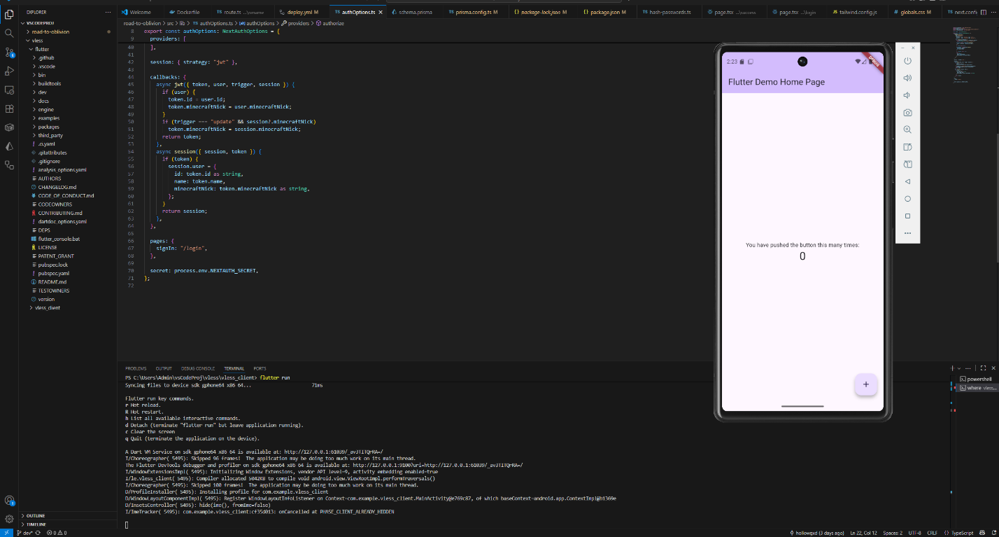 EXPLORER ···
Welcome Dockerfile route.ts ...\rename deploy.yml M authOptions.ts schema.prisma prisma.config.ts M package-lock.json M package.json M hash-passwords.ts page.tsx ...\success page.tsx ...\login tailwind.config.js globals.css M next.config
VSCODEPROJ
road-to-oblivion
vless
flutter
.github
.vscode
bin
buildtools
dev
docs
engine
examples
packages
third_party
.ci.yaml
.gitattributes
.gitignore
analysis_options.yaml
AUTHORS
CHANGELOG.md
CODE_OF_CONDUCT.md
CODEOWNERS
CONTRIBUTING.md
dartdoc_options.yaml
DEPS
flutter_console.bat
LICENSE
PATENT_GRANT
pubspec.lock
pubspec.yaml
README.md
TESTOWNERS
version
vless_client
OUTLINE
TIMELINE
road-to-oblivion > src > lib > TS authOptions.ts > authOptions > providers > authorize
8 export const authOptions: NextAuthOptions = {
9 providers: [
40 ],
41
42 session: { strategy: "jwt" },
43
44 callbacks: {
45 async jwt({ token, user, trigger, session }) {
46 if (user) {
47 token.id = user.id;
48 token.minecraftNick = user.minecraftNick;
49 }
50 if (trigger === "update" && session?.minecraftNick)
51 token.minecraftNick = session.minecraftNick;
52 return token;
53 },
54 async session({ session, token }) {
55 if (token) {
56 session.user = {
57 id: token.id as string,
58 name: token.name,
59 minecraftNick: token.minecraftNick as string,
60 };
61 }
62 return session;
63 },
64 },
65
66 pages: {
67 signIn: "/login",
68 },
69
70 secret: process.env.NEXTAUTH_SECRET,
71 };
72
2:23
DEBUG
Flutter Demo Home Page
You have pushed the button this many times:
0
+
PROBLEMS OUTPUT DEBUG CONSOLE TERMINAL PORTS
powershell
where vless...
PS C:\Users\Admin\vsCodeProj\vless\vless_client> flutter run
Syncing files to device sdk gphone64 x86 64... 71ms
Flutter run key commands.
r Hot reload.
R Hot restart.
h List all available interactive commands.
d Detach (terminate "flutter run" but leave application running).
c Clear the screen
q Quit (terminate the application on the device).
A Dart VM Service on sdk gphone64 x86 64 is available at: http://127.0.0.1:61039/_av3TITQrRA=/
I/Choreographer( 5495): Skipped 96 frames! The application may be doing too much work on its main thread.
The Flutter DevTools debugger and profiler on sdk gphone64 x86 64 is available at: http://127.0.0.1:9100?uri=http://127.0.0.1:61039/_av3TITQrRA=/
I/WindowExtensionsImpl( 5495): Initializing Window Extensions, vendor API level=9, activity embedding enabled=true
I/le.vless_client( 5495): Compiler allocated 5042KB to compile void android.view.ViewRootImpl.performTraversals()
I/Choreographer( 5495): Skipped 100 frames! The application may be doing too much work on its main thread.
D/ProfileInstaller( 5495): Installing profile for com.example.vless_client
D/WindowLayoutComponentImpl( 5495): Register WindowLayoutInfoListener on Context=com.example.vless_client.MainActivity@e769c87, of which baseContext=android.app.ContextImpl@b1369e
D/InsetsController( 5495): hide(ime(), fromIme=false)
I/ImeTracker( 5495): com.example.vless_client:cf35d013: onCancelled at PHASE_CLIENT_ALREADY_HIDDEN
dev* 0 0 hollowgxd (3 days ago) Ln 22, Col 12 Spaces: 2 UTF-8 CRLF {} TypeScript